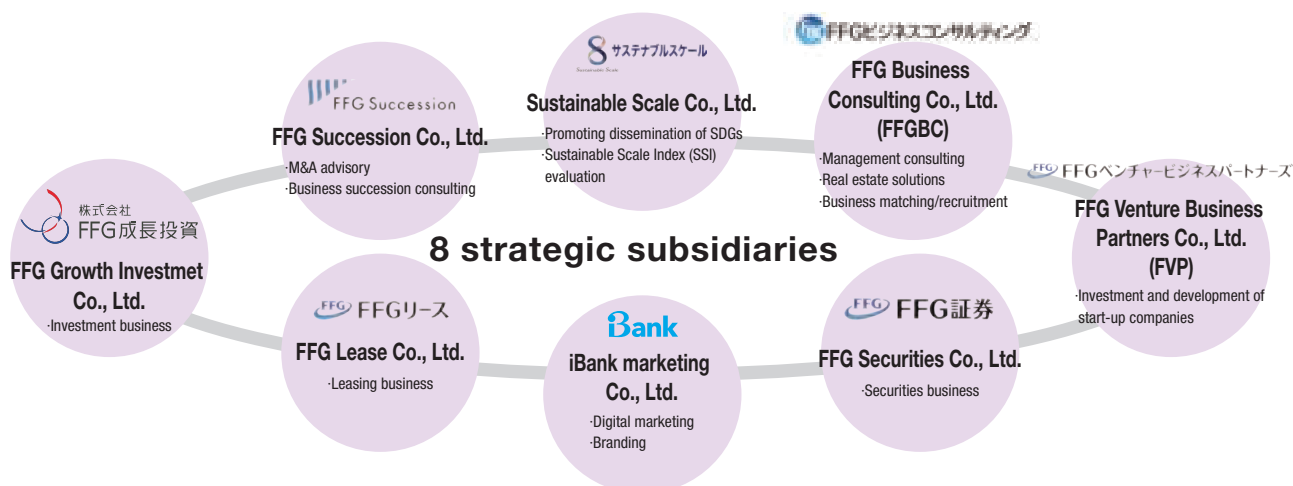 FFG Succession
FFG Succession Co., Ltd.
·M&A advisory
·Business succession consulting
サステナブルスケール
Sustainable Scale
Sustainable Scale Co., Ltd.
·Promoting dissemination of SDGs
·Sustainable Scale Index (SSI)
evaluation
FFGビジネスコンサルティング
FFG Business
Consulting Co., Ltd.
(FFGBC)
·Management consulting
·Real estate solutions
·Business matching/recruitment
FFG FFGベンチャービジネスパートナーズ
FFG Venture Business
Partners Co., Ltd.
(FVP)
·Investment and development of
start-up companies
株式会社
FFG成長投資
FFG Growth Investmet
Co., Ltd.
·Investment business
8 strategic subsidiaries
FFG FFGリース
FFG Lease Co., Ltd.
·Leasing business
iBank
iBank marketing
Co., Ltd.
·Digital marketing
·Branding
FFG FFG証券
FFG Securities Co., Ltd.
·Securities business